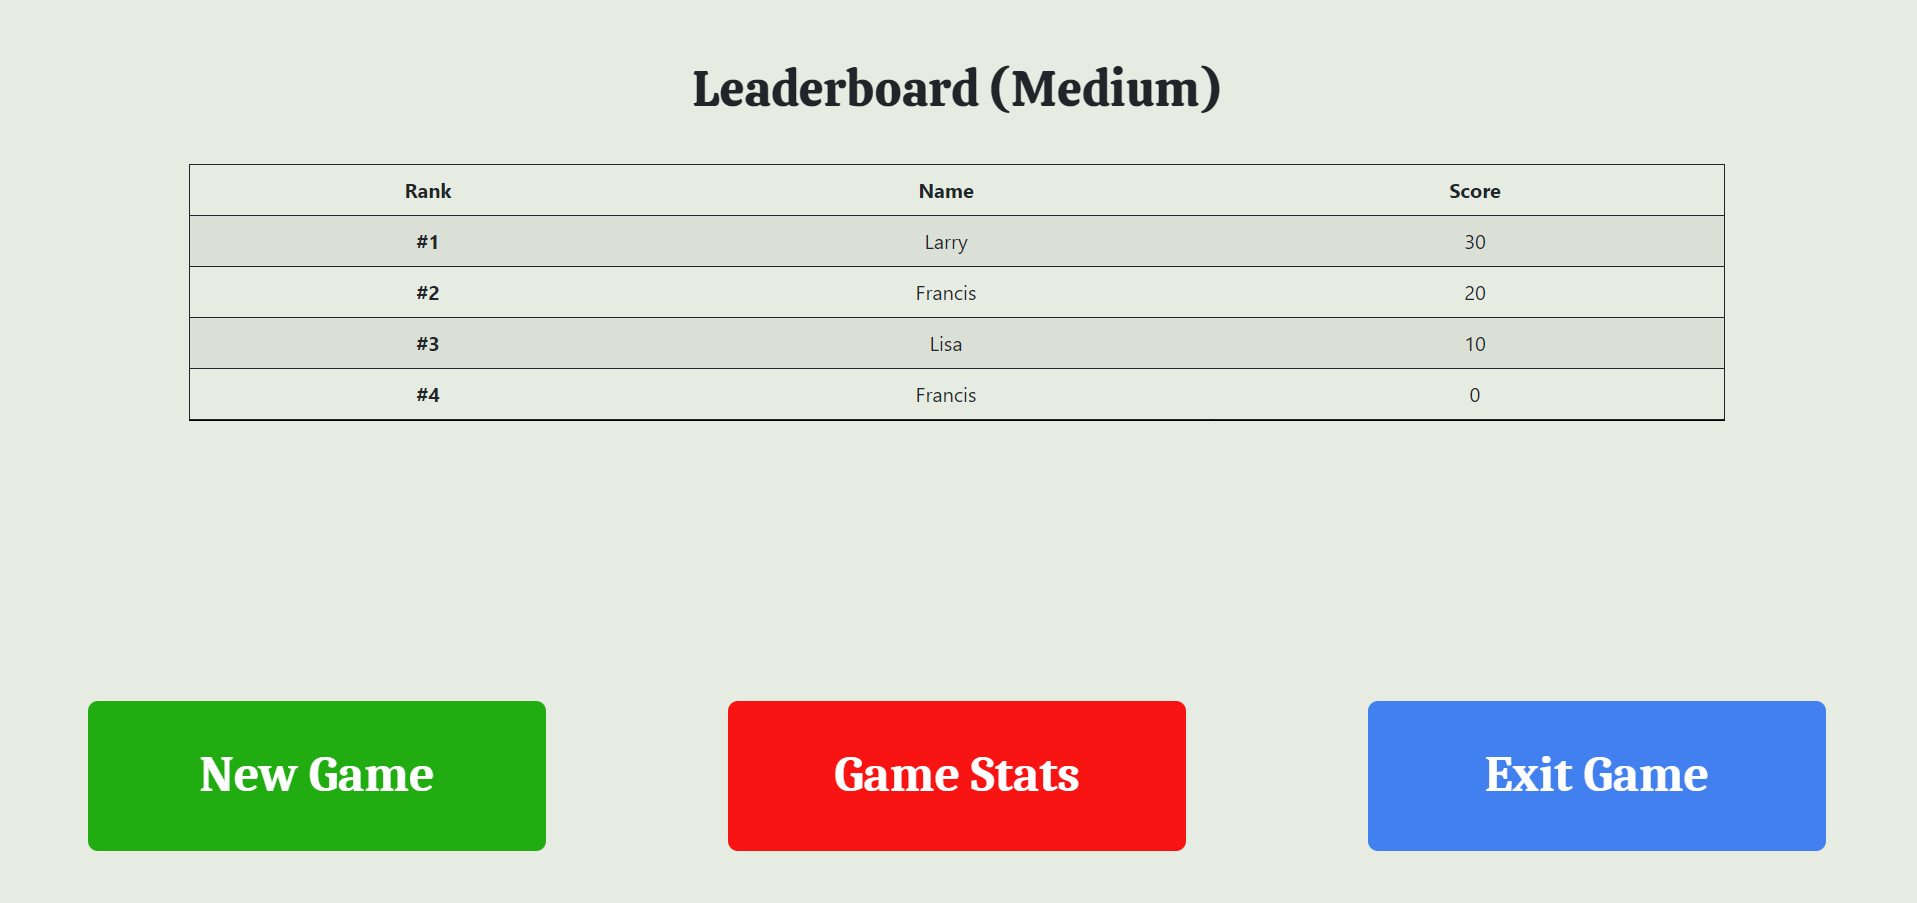 Leaderboard (Medium)
Rank Name Score
#1 Larry 30
#2 Francis 20
#3 Lisa 10
#4 Francis 0
New Game Game Stats Exit Game